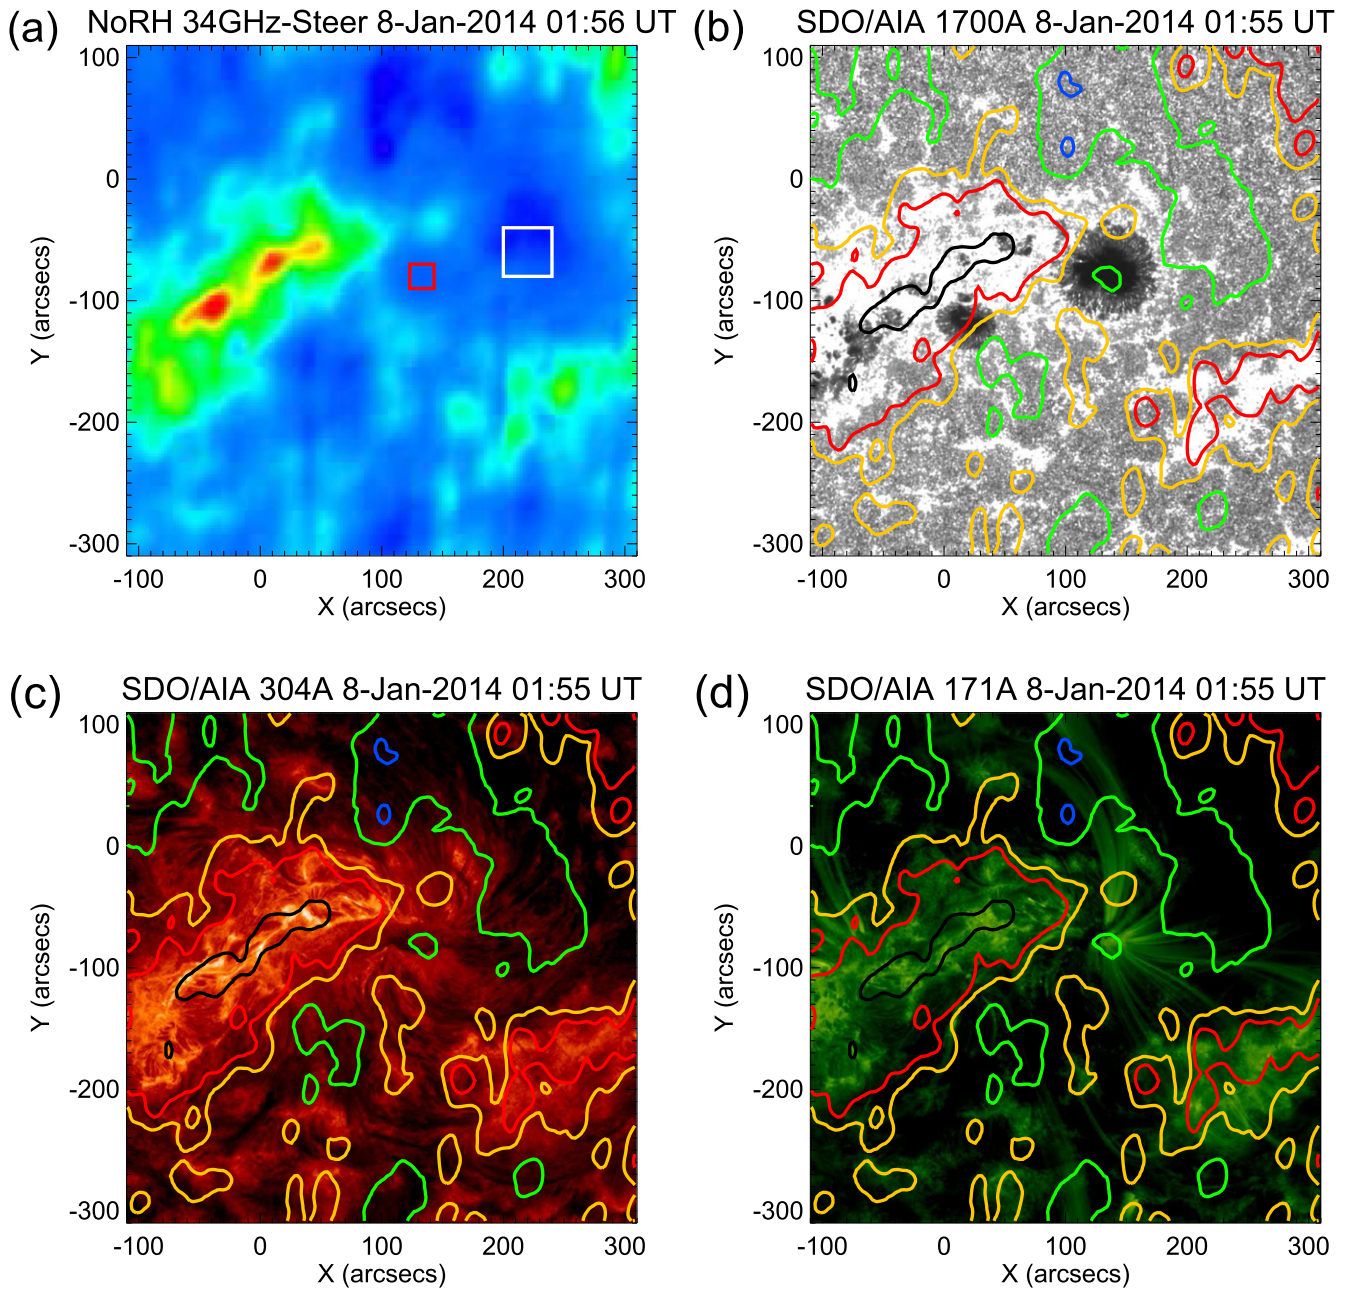 (a) NoRH 34GHz-Steer 8-Jan-2014 01:56 UT
100
0
-100
-200
-300
Y (arcsecs)
-100 0 100 200 300
X (arcsecs)
(b) SDO/AIA 1700A 8-Jan-2014 01:55 UT
100
0
-100
-200
-300
Y (arcsecs)
-100 0 100 200 300
X (arcsecs)
(c) SDO/AIA 304A 8-Jan-2014 01:55 UT
100
0
-100
-200
-300
Y (arcsecs)
-100 0 100 200 300
X (arcsecs)
(d) SDO/AIA 171A 8-Jan-2014 01:55 UT
100
0
-100
-200
-300
Y (arcsecs)
-100 0 100 200 300
X (arcsecs)